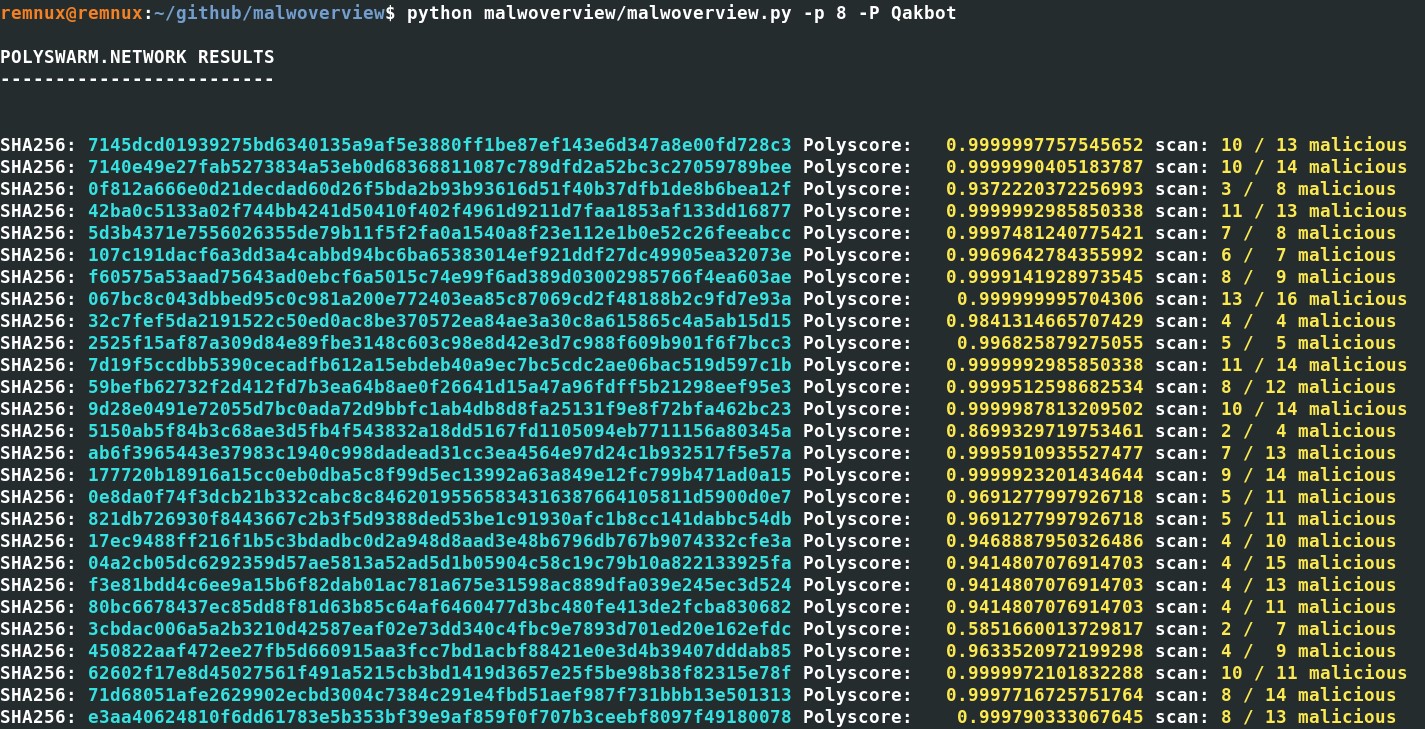 remnux@remnux:~/github/malwoverview$ python malwoverview/malwoverview.py -p 8 -P Qakbot
POLYSWARM.NETWORK RESULTS
-------------------------
SHA256: 7145dcd01939275bd6340135a9af5e3880ff1be87ef143e6d347a8e00fd728c3 Polyscore: 0.9999997757545652 scan: 10 / 13 malicious
SHA256: 7140e49e27fab5273834a53eb0d68368811087c789dfd2a52bc3c27059789bee Polyscore: 0.9999990405183787 scan: 10 / 14 malicious
SHA256: 0f812a666e0d21decdad60d26f5bda2b93b93616d51f40b37dfb1de8b6bea12f Polyscore: 0.9372220372256993 scan: 3 / 8 malicious
SHA256: 42ba0c5133a02f744bb4241d50410f402f4961d9211d7faa1853af133dd16877 Polyscore: 0.9999992985850338 scan: 11 / 13 malicious
SHA256: 5d3b4371e7556026355de79b11f5f2fa0a1540a8f23e112e1b0e52c26feeabcc Polyscore: 0.9997481240775421 scan: 7 / 8 malicious
SHA256: 107c191dacf6a3dd3a4cabbd94bc6ba65383014ef921ddf27dc49905ea32073e Polyscore: 0.9969642784355992 scan: 6 / 7 malicious
SHA256: f60575a53aad75643ad0ebcf6a5015c74e99f6ad389d03002985766f4ea603ae Polyscore: 0.9999141928973545 scan: 8 / 9 malicious
SHA256: 067bc8c043dbbed95c0c981a200e772403ea85c87069cd2f48188b2c9fd7e93a Polyscore: 0.999999995704306 scan: 13 / 16 malicious
SHA256: 32c7fef5da2191522c50ed0ac8be370572ea84ae3a30c8a615865c4a5ab15d15 Polyscore: 0.9841314665707429 scan: 4 / 4 malicious
SHA256: 2525f15af87a309d84e89fbe3148c603c98e8d42e3d7c988f609b901f6f7bcc3 Polyscore: 0.996825879275055 scan: 5 / 5 malicious
SHA256: 7d19f5ccdbb5390cecadfb612a15ebdeb40a9ec7bc5cdc2ae06bac519d597c1b Polyscore: 0.9999992985850338 scan: 11 / 14 malicious
SHA256: 59befb62732f2d412fd7b3ea64b8ae0f26641d15a47a96fdff5b21298eef95e3 Polyscore: 0.9999512598682534 scan: 8 / 12 malicious
SHA256: 9d28e0491e72055d7bc0ada72d9bbfc1ab4db8d8fa25131f9e8f72bfa462bc23 Polyscore: 0.9999987813209502 scan: 10 / 14 malicious
SHA256: 5150ab5f84b3c68ae3d5fb4f543832a18dd5167fd1105094eb7711156a80345a Polyscore: 0.8699329719753461 scan: 2 / 4 malicious
SHA256: ab6f3965443e37983c1940c998dadead31cc3ea4564e97d24c1b932517f5e57a Polyscore: 0.9995910935527477 scan: 7 / 13 malicious
SHA256: 177720b18916a15cc0eb0dba5c8f99d5ec13992a63a849e12fc799b471ad0a15 Polyscore: 0.9999923201434644 scan: 9 / 14 malicious
SHA256: 0e8da0f74f3dcb21b332cabc8c8462019556583431638766410​5811d5900d0e7 Polyscore: 0.9691277997926718 scan: 5 / 11 malicious
SHA256: 821db726930f8443667c2b3f5d9388ded53be1c91930afc1b8cc141dabbc54db Polyscore: 0.9691277997926718 scan: 5 / 11 malicious
SHA256: 17ec9488ff216f1b5c3bdadbc0d2a948d8aad3e48b6796db767b9074332cfe3a Polyscore: 0.9468887950326486 scan: 4 / 10 malicious
SHA256: 04a2cb05dc6292359d57ae5813a52ad5d1b05904c58c19c79b10a822133925fa Polyscore: 0.9414807076914703 scan: 4 / 15 malicious
SHA256: f3e81bdd4c6ee9a15b6f82dab01ac781a675e31598ac889dfa039e245ec3d524 Polyscore: 0.9414807076914703 scan: 4 / 13 malicious
SHA256: 80bc6678437ec85dd8f81d63b85c64af6460477d3bc480fe413de2fcba830682 Polyscore: 0.9414807076914703 scan: 4 / 11 malicious
SHA256: 3cbdac006a5a2b3210d42587eaf02e73dd340c4fbc9e7893d701ed20e162efdc Polyscore: 0.5851660013729817 scan: 2 / 7 malicious
SHA256: 450822aaf472ee27fb5d660915aa3fcc7bd1acbf88421e0e3d4b39407dddab85 Polyscore: 0.9633520972199298 scan: 4 / 9 malicious
SHA256: 62602f17e8d45027561f491a5215cb3bd1419d3657e25f5be98b38f82315e78f Polyscore: 0.9999972101832288 scan: 10 / 11 malicious
SHA256: 71d68051afe2629902ecbd3004c7384c291e4fbd51aef987f731bbb13e501313 Polyscore: 0.9997716725751764 scan: 8 / 14 malicious
SHA256: e3aa40624810f6dd61783e5b353bf39e9af859f0f707b3ceebf8097f49180078 Polyscore: 0.999790333067645 scan: 8 / 13 malicious